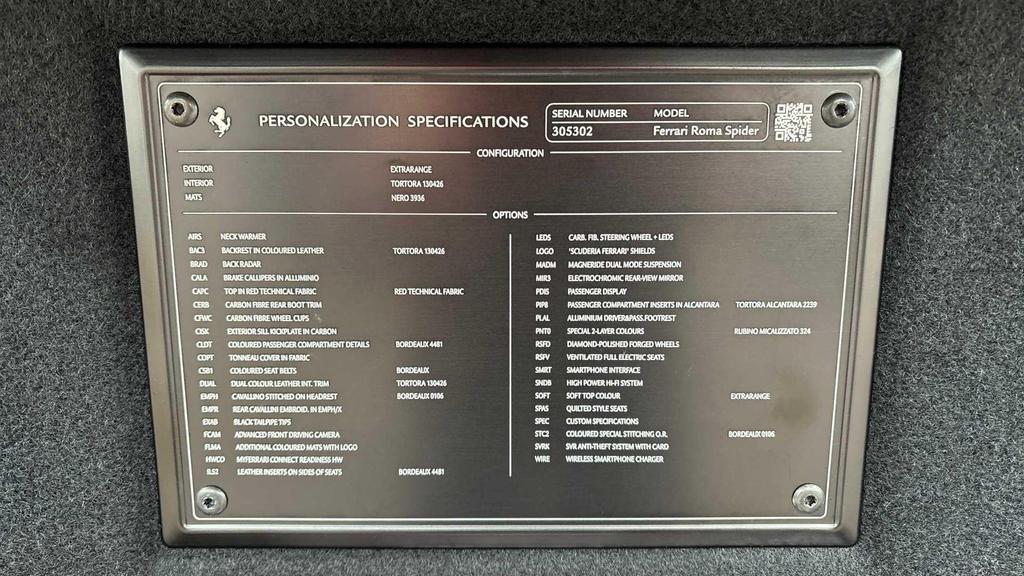 PERSONALIZATION SPECIFICATIONS
SERIAL NUMBER MODEL
305302 Ferrari Roma Spider
CONFIGURATION
EXTERIOR EXTRARANGE
INTERIOR TORTORA 130426
MATS NERO 3936
OPTIONS
AIRS NECK WARMER
BAC3 BACKREST IN COLOURED LEATHER TORTORA 130426
BRAD BACK RADAR
CALA BRAKE CALLIPERS IN ALLUMINIO
CAPC TOP IN RED TECHNICAL FABRIC RED TECHNICAL FABRIC
CERB CARBON FIBRE REAR BOOT TRIM
CFWC CARBON FIBRE WHEEL CUPS
CISK EXTERIOR SILL KICKPLATE IN CARBON
CLDT COLOURED PASSENGER COMPARTMENT DETAILS BORDEAUX 4481
COPT TONNEAU COVER IN FABRIC
CSB1 COLOURED SEAT BELTS BORDEAUX
DUAL DUAL COLOUR LEATHER INT. TRIM TORTORA 130426
EMPH CAVALLINO STITCHED ON HEADREST BORDEAUX 0106
EMPR REAR CAVALLINI EMBROID. IN EMPH/X
EXAB BLACK TAILPIPE TIPS
FCAM ADVANCED FRONT DRIVING CAMERA
FLMA ADDITIONAL COLOURED MATS WITH LOGO
HWCO MYFERRARI CONNECT READINESS HW
ILS2 LEATHER INSERTS ON SIDES OF SEATS BORDEAUX 4481
LEDS CARB. FIB. STEERING WHEEL + LEDS
LOGO "SCUDERIA FERRARI" SHIELDS
MADM MAGNERIDE DUAL MODE SUSPENSION
MIR3 ELECTROCHROMIC REAR-VIEW MIRROR
PDIS PASSENGER DISPLAY
PIP8 PASSENGER COMPARTMENT INSERTS IN ALCANTARA TORTORA ALCANTARA 2239
PLAL ALUMINIUM DRIVER&PASS.FOOTREST
PNT0 SPECIAL 2-LAYER COLOURS RUBINO MICALIZZATO 324
RSFD DIAMOND-POLISHED FORGED WHEELS
RSFV VENTILATED FULL ELECTRIC SEATS
SMRT SMARTPHONE INTERFACE
SNDB HIGH POWER HI-FI SYSTEM
SOFT SOFT TOP COLOUR EXTRARANGE
SPAS QUILTED STYLE SEATS
SPEC CUSTOM SPECIFICATIONS
STC2 COLOURED SPECIAL STITCHING O.R. BORDEAUX 0106
SVRK SVR ANTI-THEFT SYSTEM WITH CARD
WIRE WIRELESS SMARTPHONE CHARGER